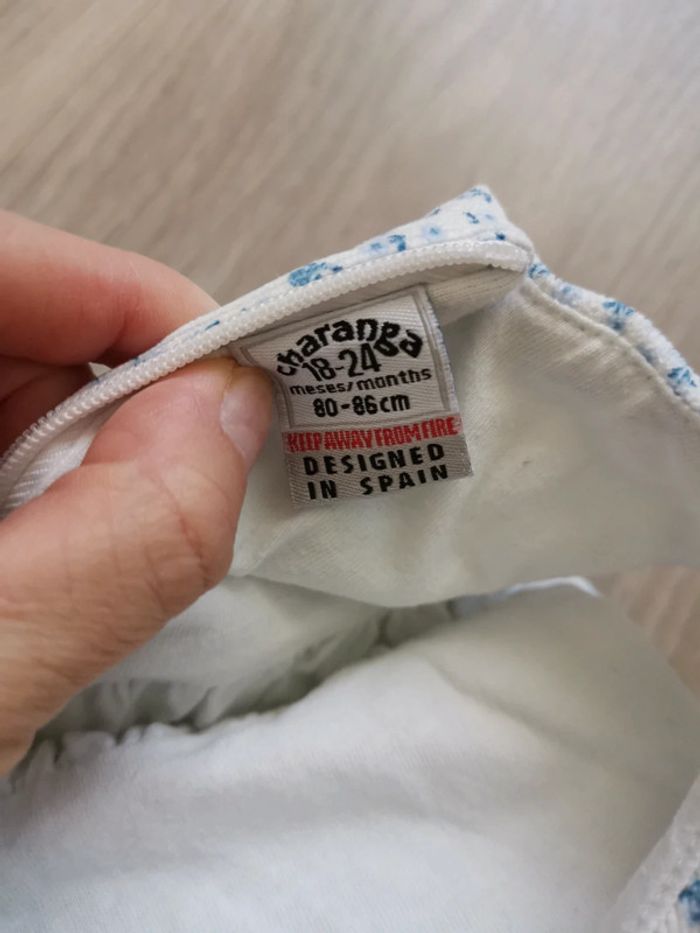 charanga
18-24
meses/months
80-86cm
KEEP AWAY FROM FIRE
DESIGNED
IN SPAIN